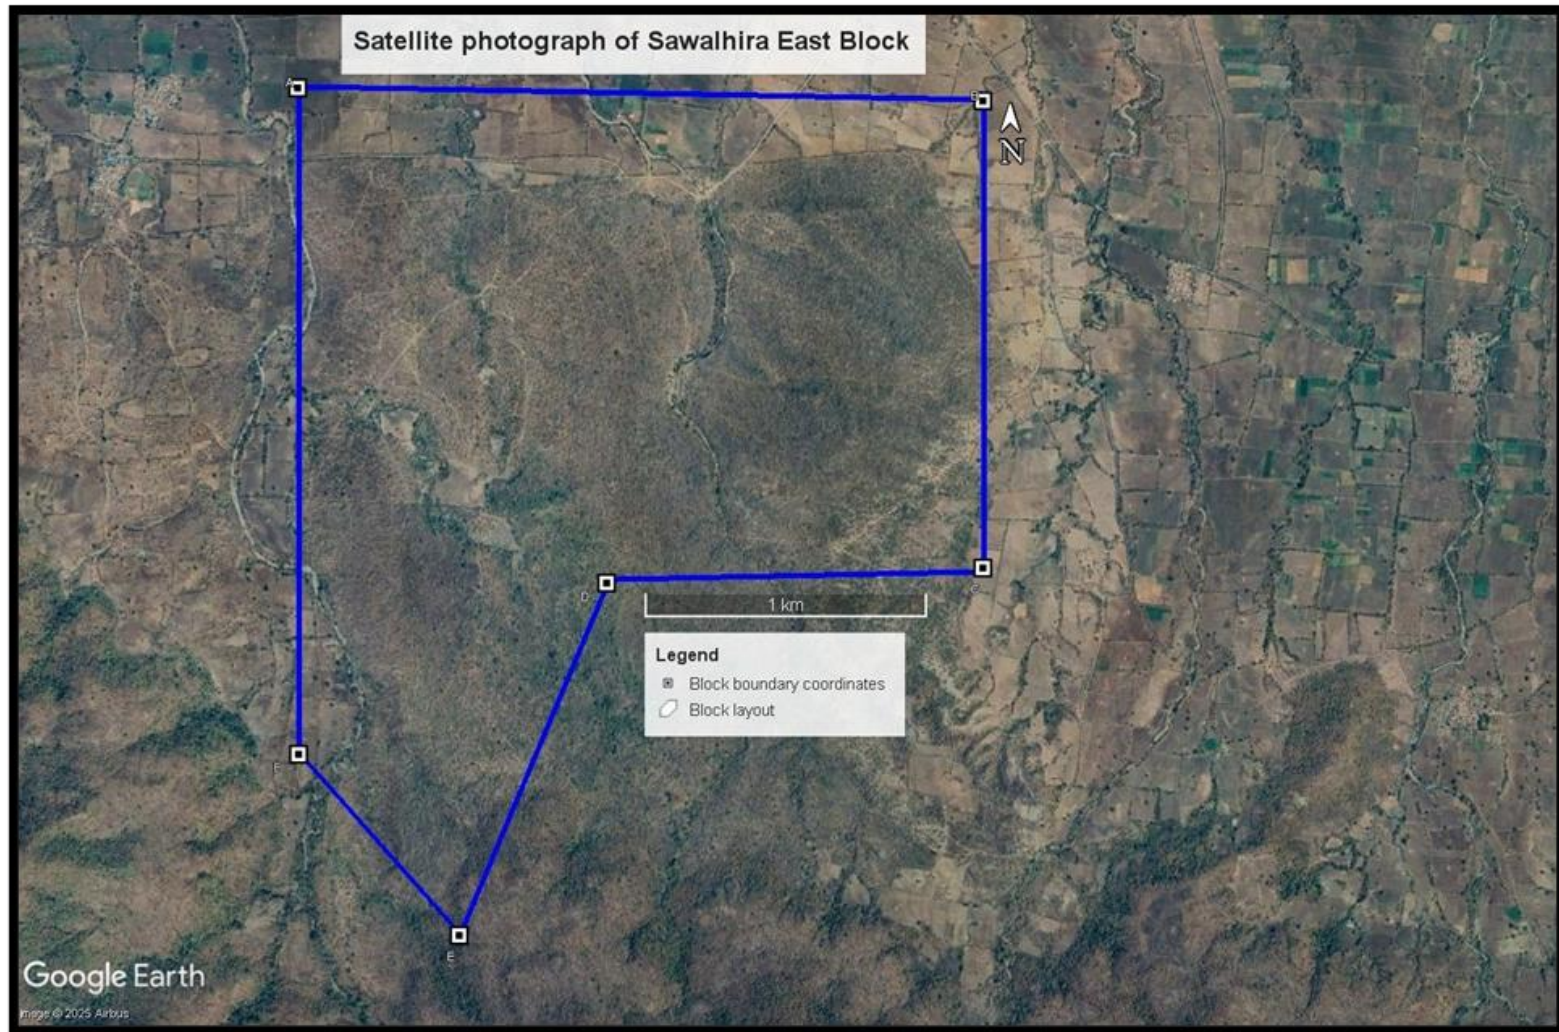 Satellite photograph of Sawalhira East Block
A
B
N
D
C
1 km
Legend
Block boundary coordinates
Block layout
F
E
Google Earth
Image © 2025 Airbus